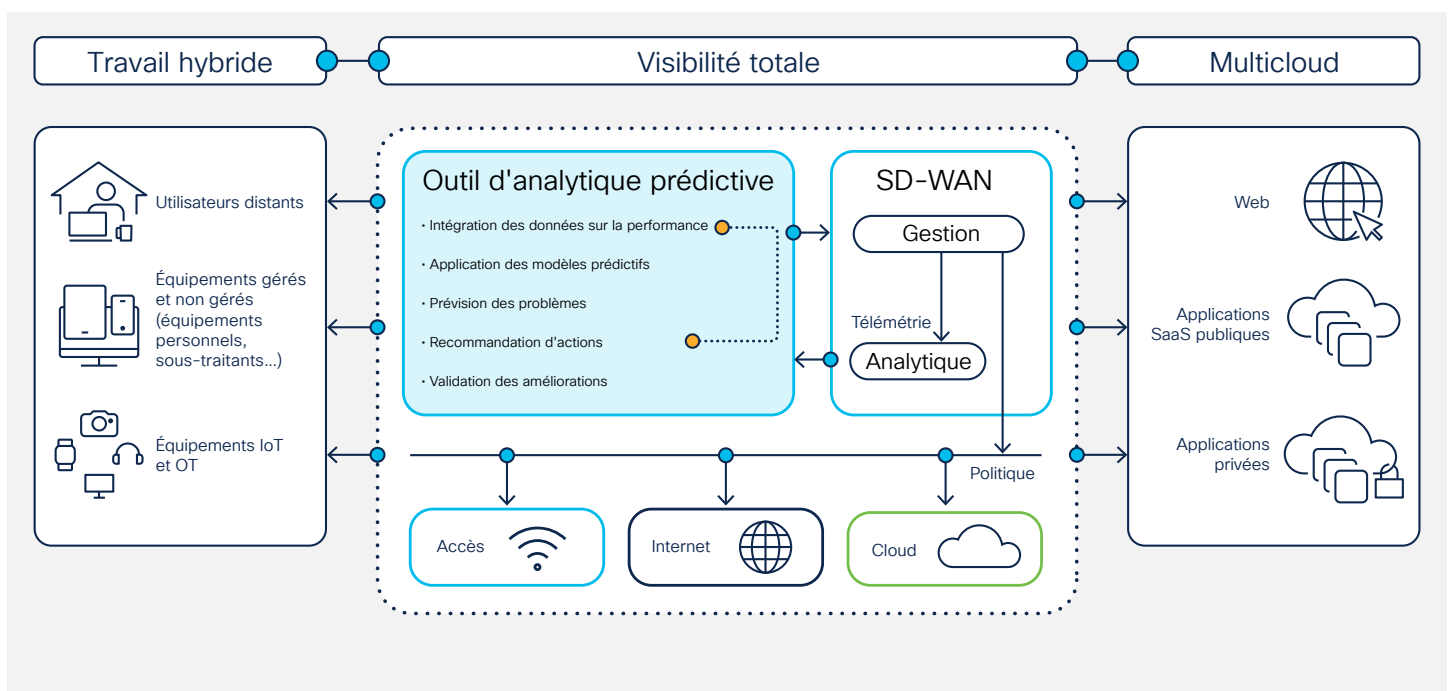 Travail hybride
Visibilité totale
Multicloud
Utilisateurs distants
Équipements gérés
et non gérés
(équipements
personnels,
sous-traitants...)
Équipements IoT
et OT
Outil d'analytique prédictive
· Intégration des données sur la performance
· Application des modèles prédictifs
· Prévision des problèmes
· Recommandation d'actions
· Validation des améliorations
SD-WAN
Gestion
Télémétrie
Analytique
Politique
Accès
Internet
Cloud
Web
Applications
SaaS publiques
Applications
privées